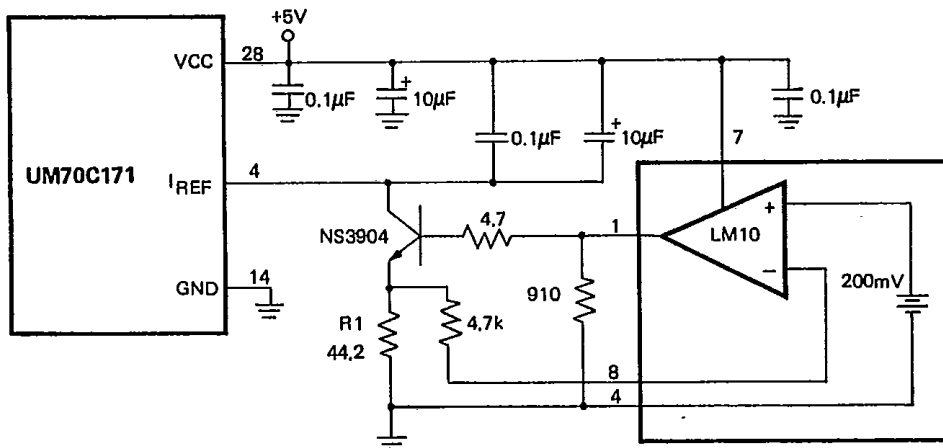 +5V
VCC
28
0.1μF
+
10μF
0.1μF
+
10μF
0.1μF
7
UM70C171
IREF
4
NS3904
4.7
1
+
LM10
−
200mV
GND
14
R1
44.2
4.7k
910
8
4